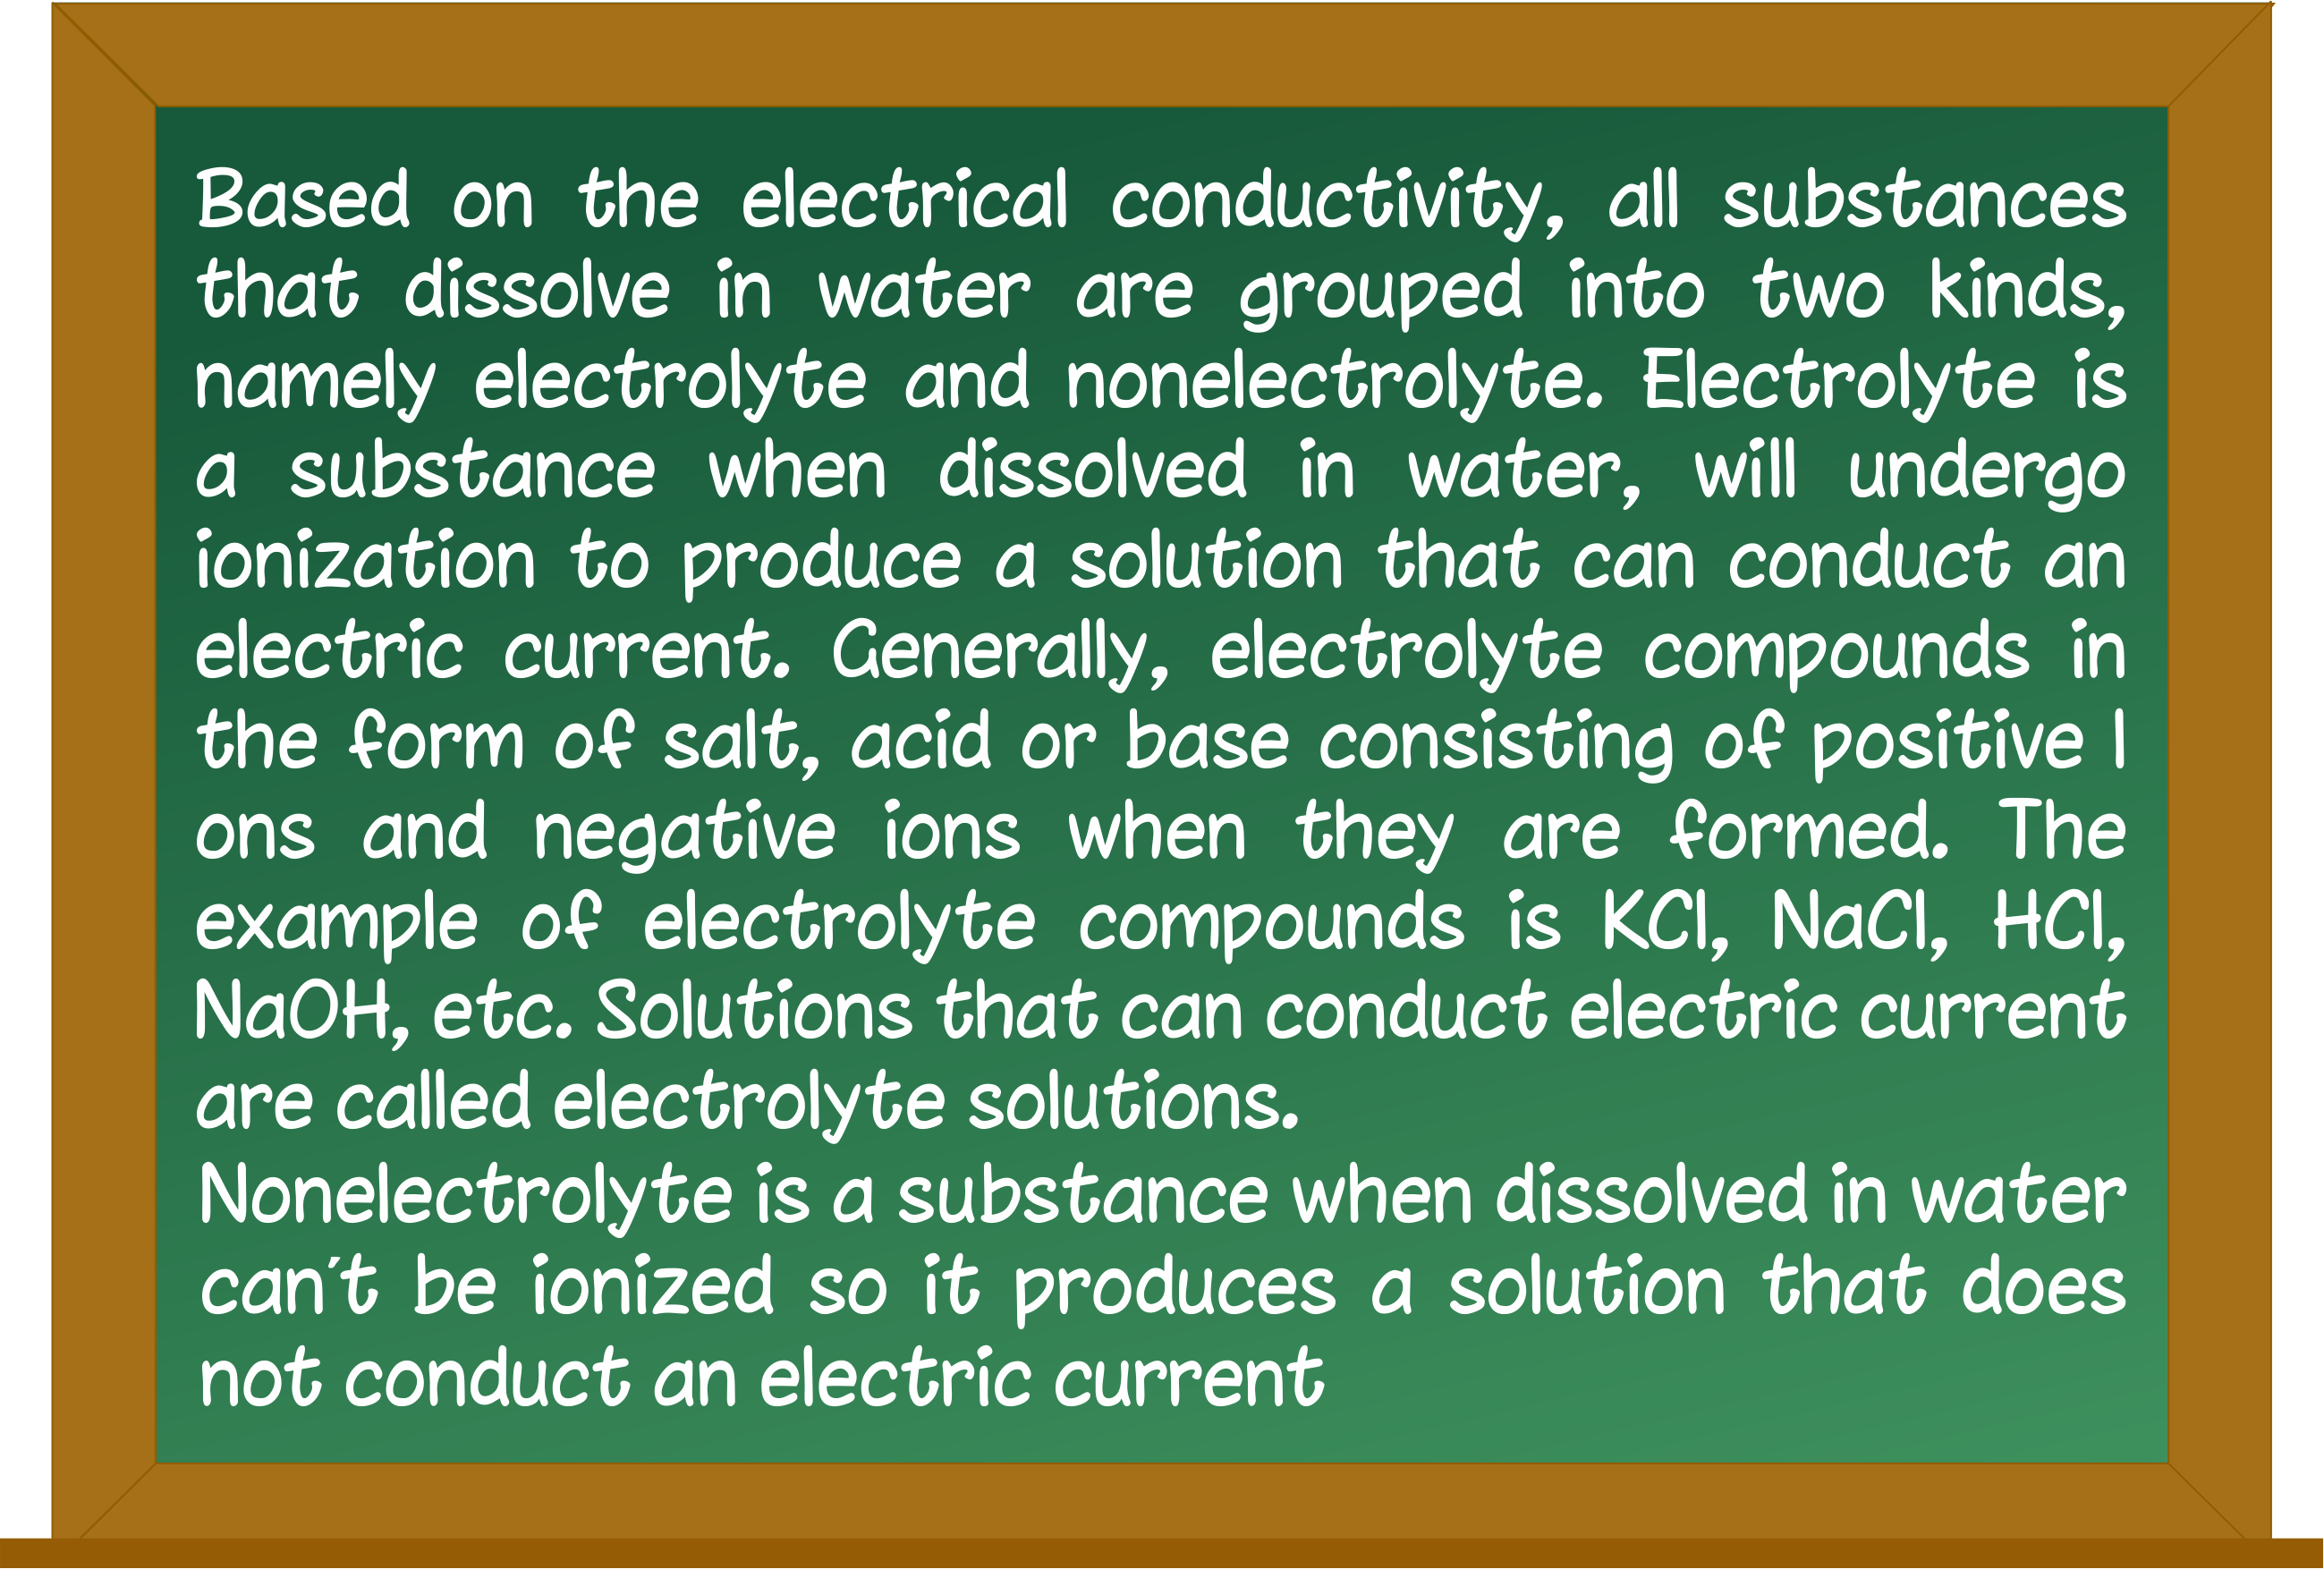 Based on the electrical conductivity, all substances
that dissolve in water are grouped into two kinds,
namely electrolyte and nonelectrolyte. Electrolyte is
a substance when dissolved in water, will undergo
ionization to produce a solution that can conduct an
electric current. Generally, electrolyte compounds in
the form of salt, acid or base consisting of positive I
ons and negative ions when they are formed. The
example of electrolyte compounds is KCl, NaCl, HCl,
NaOH, etc. Solutions that can conduct electric current
are called electrolyte solutions.
Nonelectrolyte is a substance when dissolved in water
can´t be ionized so it produces a solution that does
not conduct an electric current